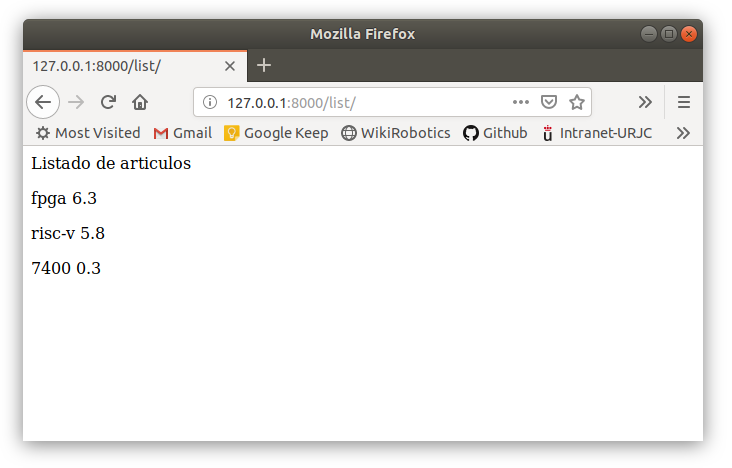 Mozilla Firefox
127.0.0.1:8000/list/
127.0.0.1:8000/list/
Most Visited Gmail Google Keep WikiRobotics Github Intranet-URJC
Listado de articulos
fpga 6.3
risc-v 5.8
7400 0.3